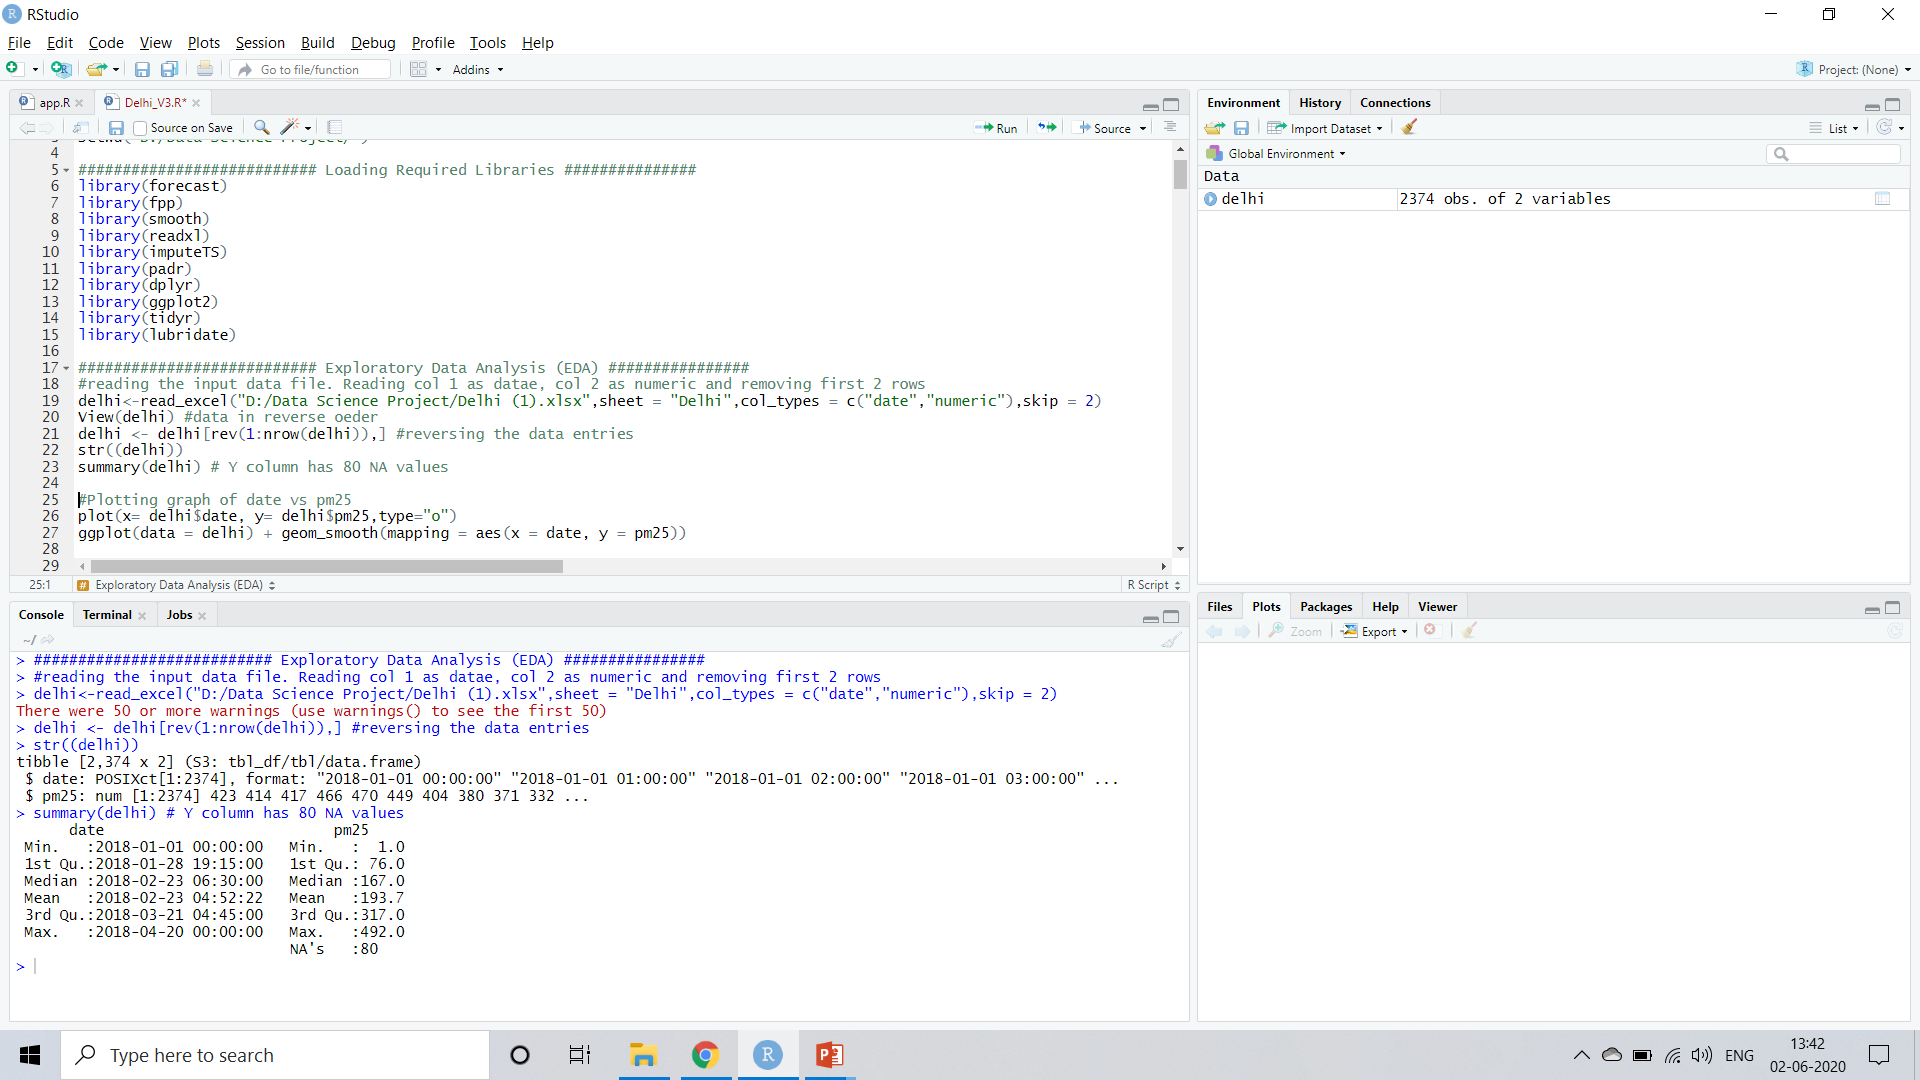 RStudio
File Edit Code View Plots Session Build Debug Profile Tools Help
Go to file/function Addins Project: (None)
app.R Delhi_V3.R*
Source on Save Run Source
4
5 ########################### Loading Required Libraries ###############
6 library(forecast)
7 library(fpp)
8 library(smooth)
9 library(readxl)
10 library(imputeTS)
11 library(padr)
12 library(dplyr)
13 library(ggplot2)
14 library(tidyr)
15 library(lubridate)
16
17 ########################### Exploratory Data Analysis (EDA) ################
18 #reading the input data file. Reading col 1 as datae, col 2 as numeric and removing first 2 rows
19 delhi<-read_excel("D:/Data Science Project/Delhi (1).xlsx",sheet = "Delhi",col_types = c("date","numeric"),skip = 2)
20 View(delhi) #data in reverse oeder
21 delhi <- delhi[rev(1:nrow(delhi)),] #reversing the data entries
22 str((delhi))
23 summary(delhi) # Y column has 80 NA values
24
25 #Plotting graph of date vs pm25
26 plot(x= delhi$date, y= delhi$pm25,type="o")
27 ggplot(data = delhi) + geom_smooth(mapping = aes(x = date, y = pm25))
28
29
25:1 # Exploratory Data Analysis (EDA) R Script
Console Terminal Jobs
~/
> ########################### Exploratory Data Analysis (EDA) ################
> #reading the input data file. Reading col 1 as datae, col 2 as numeric and removing first 2 rows
> delhi<-read_excel("D:/Data Science Project/Delhi (1).xlsx",sheet = "Delhi",col_types = c("date","numeric"),skip = 2)
There were 50 or more warnings (use warnings() to see the first 50)
> delhi <- delhi[rev(1:nrow(delhi)),] #reversing the data entries
> str((delhi))
tibble [2,374 x 2] (S3: tbl_df/tbl/data.frame)
$ date: POSIXct[1:2374], format: "2018-01-01 00:00:00" "2018-01-01 01:00:00" "2018-01-01 02:00:00" "2018-01-01 03:00:00" ...
$ pm25: num [1:2374] 423 414 417 466 470 449 404 380 371 332 ...
> summary(delhi) # Y column has 80 NA values
date pm25
Min. :2018-01-01 00:00:00 Min. : 1.0
1st Qu.:2018-01-28 19:15:00 1st Qu.: 76.0
Median :2018-02-23 06:30:00 Median :167.0
Mean :2018-02-23 04:52:22 Mean :193.7
3rd Qu.:2018-03-21 04:45:00 3rd Qu.:317.0
Max. :2018-04-20 00:00:00 Max. :492.0
NA's :80
>
Environment History Connections
Import Dataset List
Global Environment
Data
delhi 2374 obs. of 2 variables
Files Plots Packages Help Viewer
Zoom Export
Type here to search
ENG
13:42
02-06-2020